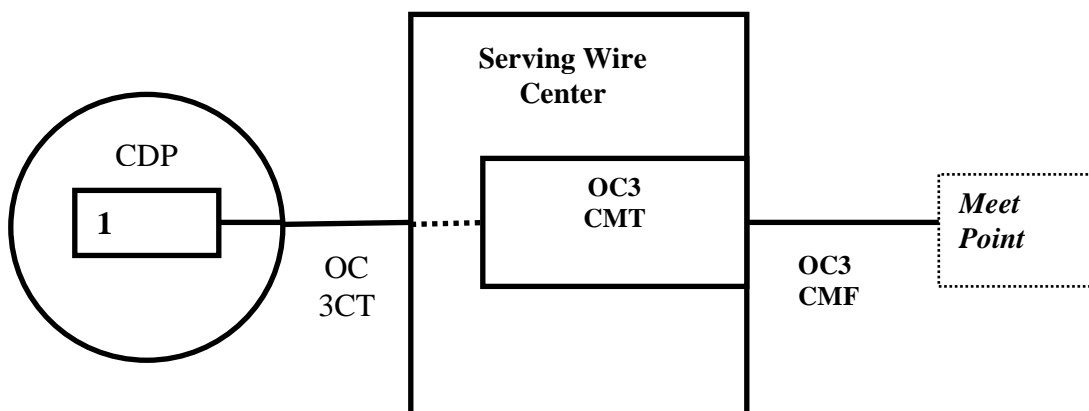 Serving Wire
Center
CDP
1
OC
3CT
OC3
CMT
OC3
CMF
Meet
Point